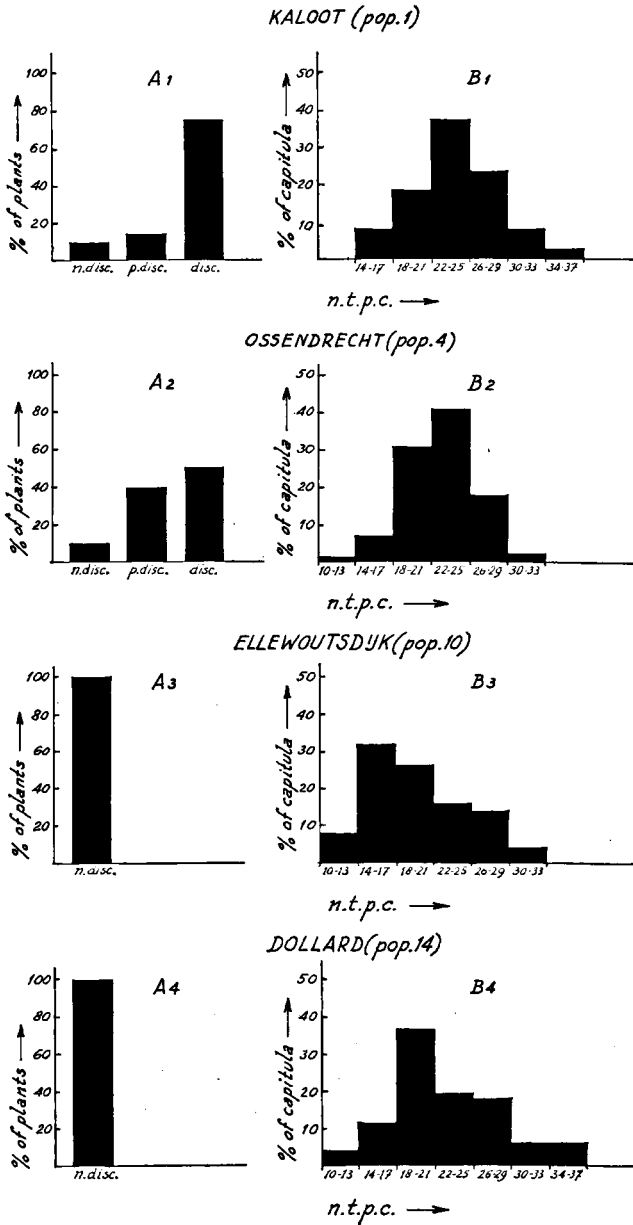 KALOOT (pop.1)
A1
% of plants
100
80
60
40
20
n.disc. p.disc. disc.
B1
% of capitula
50
40
30
20
10
14-17 18-21 22-25 26-29 30-33 34-37
n.t.p.c.
OSSENDRECHT (pop.4)
A2
% of plants
100
80
60
40
20
n.disc. p.disc. disc.
B2
% of capitula
50
40
30
20
10
10-13 14-17 18-21 22-25 26-29 30-33
n.t.p.c.
ELLEWOUTSDIJK (pop.10)
A3
% of plants
100
80
60
40
20
n.disc.
B3
% of capitula
50
40
30
20
10
10-13 14-17 18-21 22-25 26-29 30-33
n.t.p.c.
DOLLARD (pop.14)
A4
% of plants
100
80
60
40
20
n.disc.
B4
% of capitula
50
40
30
20
10
10-13 14-17 18-21 22-25 26-29 30-33 34-37
n.t.p.c.